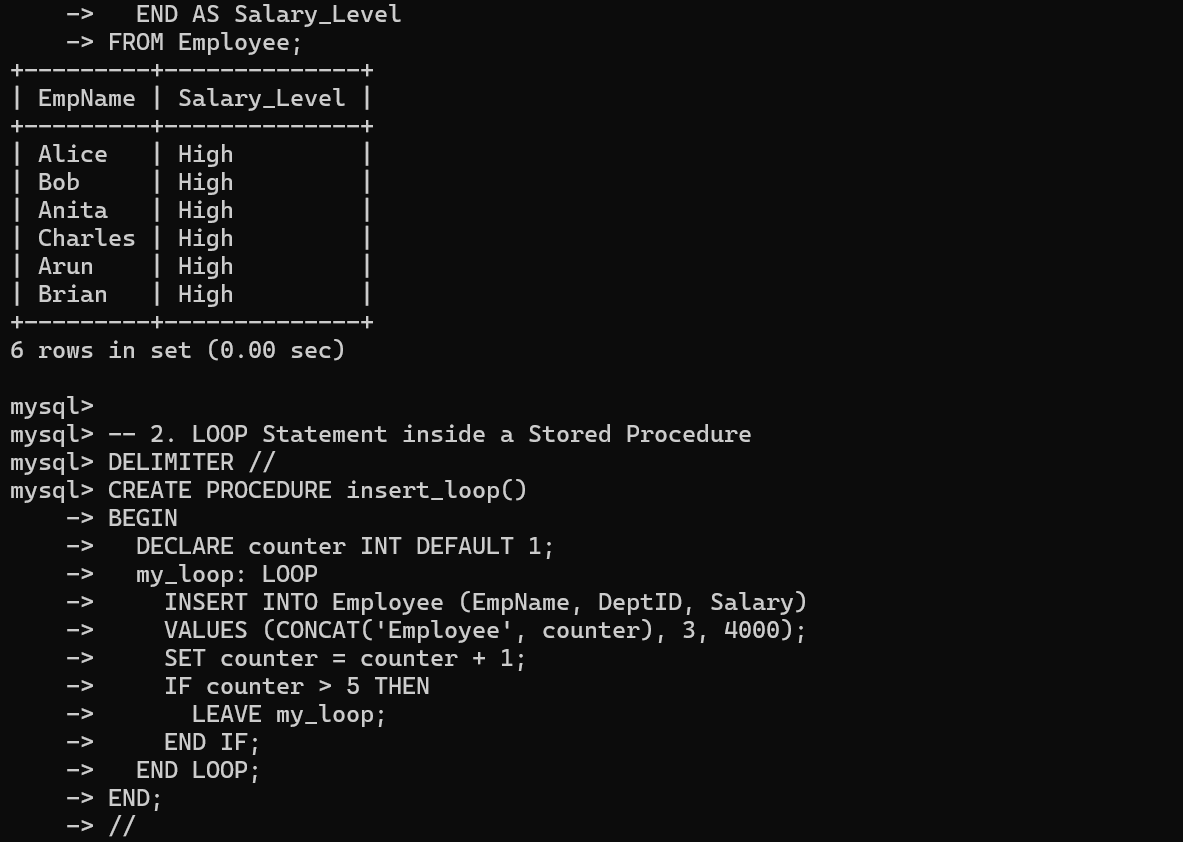 -> 	END AS Salary_Level
    -> FROM Employee;
+---------+--------------+
| EmpName | Salary_Level |
+---------+--------------+
| Alice   | High         |
| Bob     | High         |
| Anita   | High         |
| Charles | High         |
| Arun    | High         |
| Brian   | High         |
+---------+--------------+
6 rows in set (0.00 sec)

mysql>
mysql> -- 2. LOOP Statement inside a Stored Procedure
mysql> DELIMITER //
mysql> CREATE PROCEDURE insert_loop()
    -> BEGIN
    ->   DECLARE counter INT DEFAULT 1;
    ->   my_loop: LOOP
    ->     INSERT INTO Employee (EmpName, DeptID, Salary)
    ->     VALUES (CONCAT('Employee', counter), 3, 4000);
    ->     SET counter = counter + 1;
    ->     IF counter > 5 THEN
    ->       LEAVE my_loop;
    ->     END IF;
    ->   END LOOP;
    -> END;
    -> //